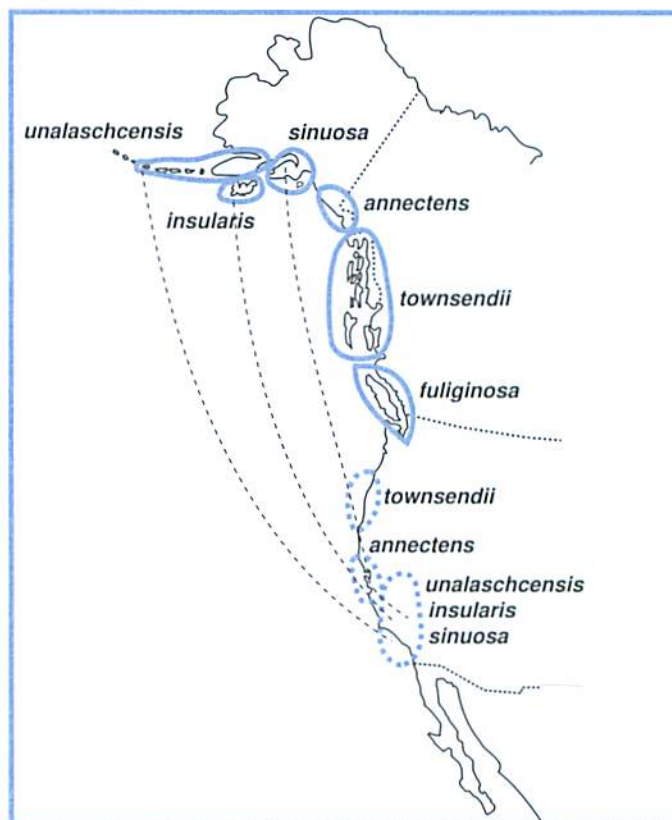 unalaschcensis
sinuosa
insularis
annectens
townsendii
fuliginosa
townsendii
annectens
unalaschcensis
insularis
sinuosa